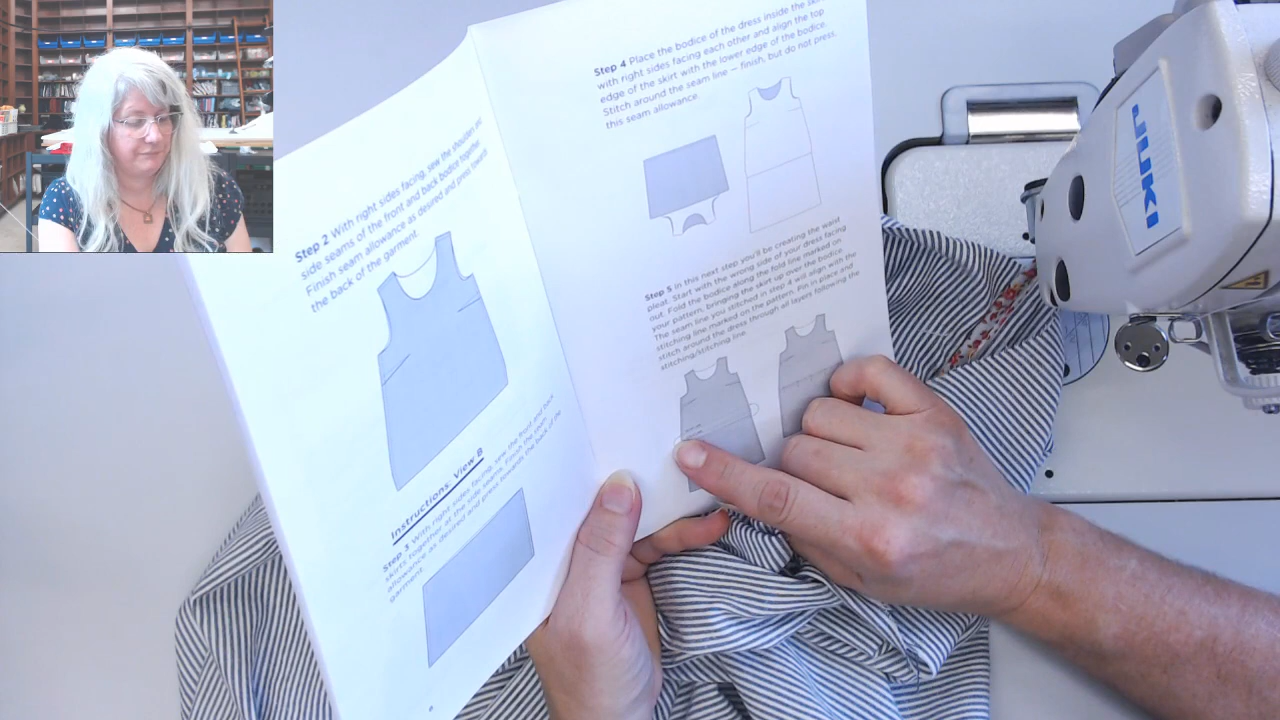 Step 2 With right sides facing, sew the shoulders and
side seams of the front and back bodice together.
Finish seam allowance as desired and press toward
the back of the garment.
Instructions: View B
Step 3 With right sides facing, sew the front and back
skirts together at the side seams. Finish the seam
allowance as desired and press towards the back of the
garment.
Step 4 Place the bodice of the dress inside the skirt
with right sides facing each other and align the top
edge of the skirt with the lower edge of the bodice.
Stitch around the seam line — finish, but do not press,
this seam allowance.
Step 5 In this next step you'll be creating the waist
pleat. Start with the wrong side of your dress facing
out. Fold the bodice along the fold line marked on
your pattern, bringing the skirt up over the bodice.
The seam line you stitched in step 4 will align with the
stitching line marked on the pattern. Pin in place and
stitch around the dress through all layers following the
stitching/stitching line.
JUKI